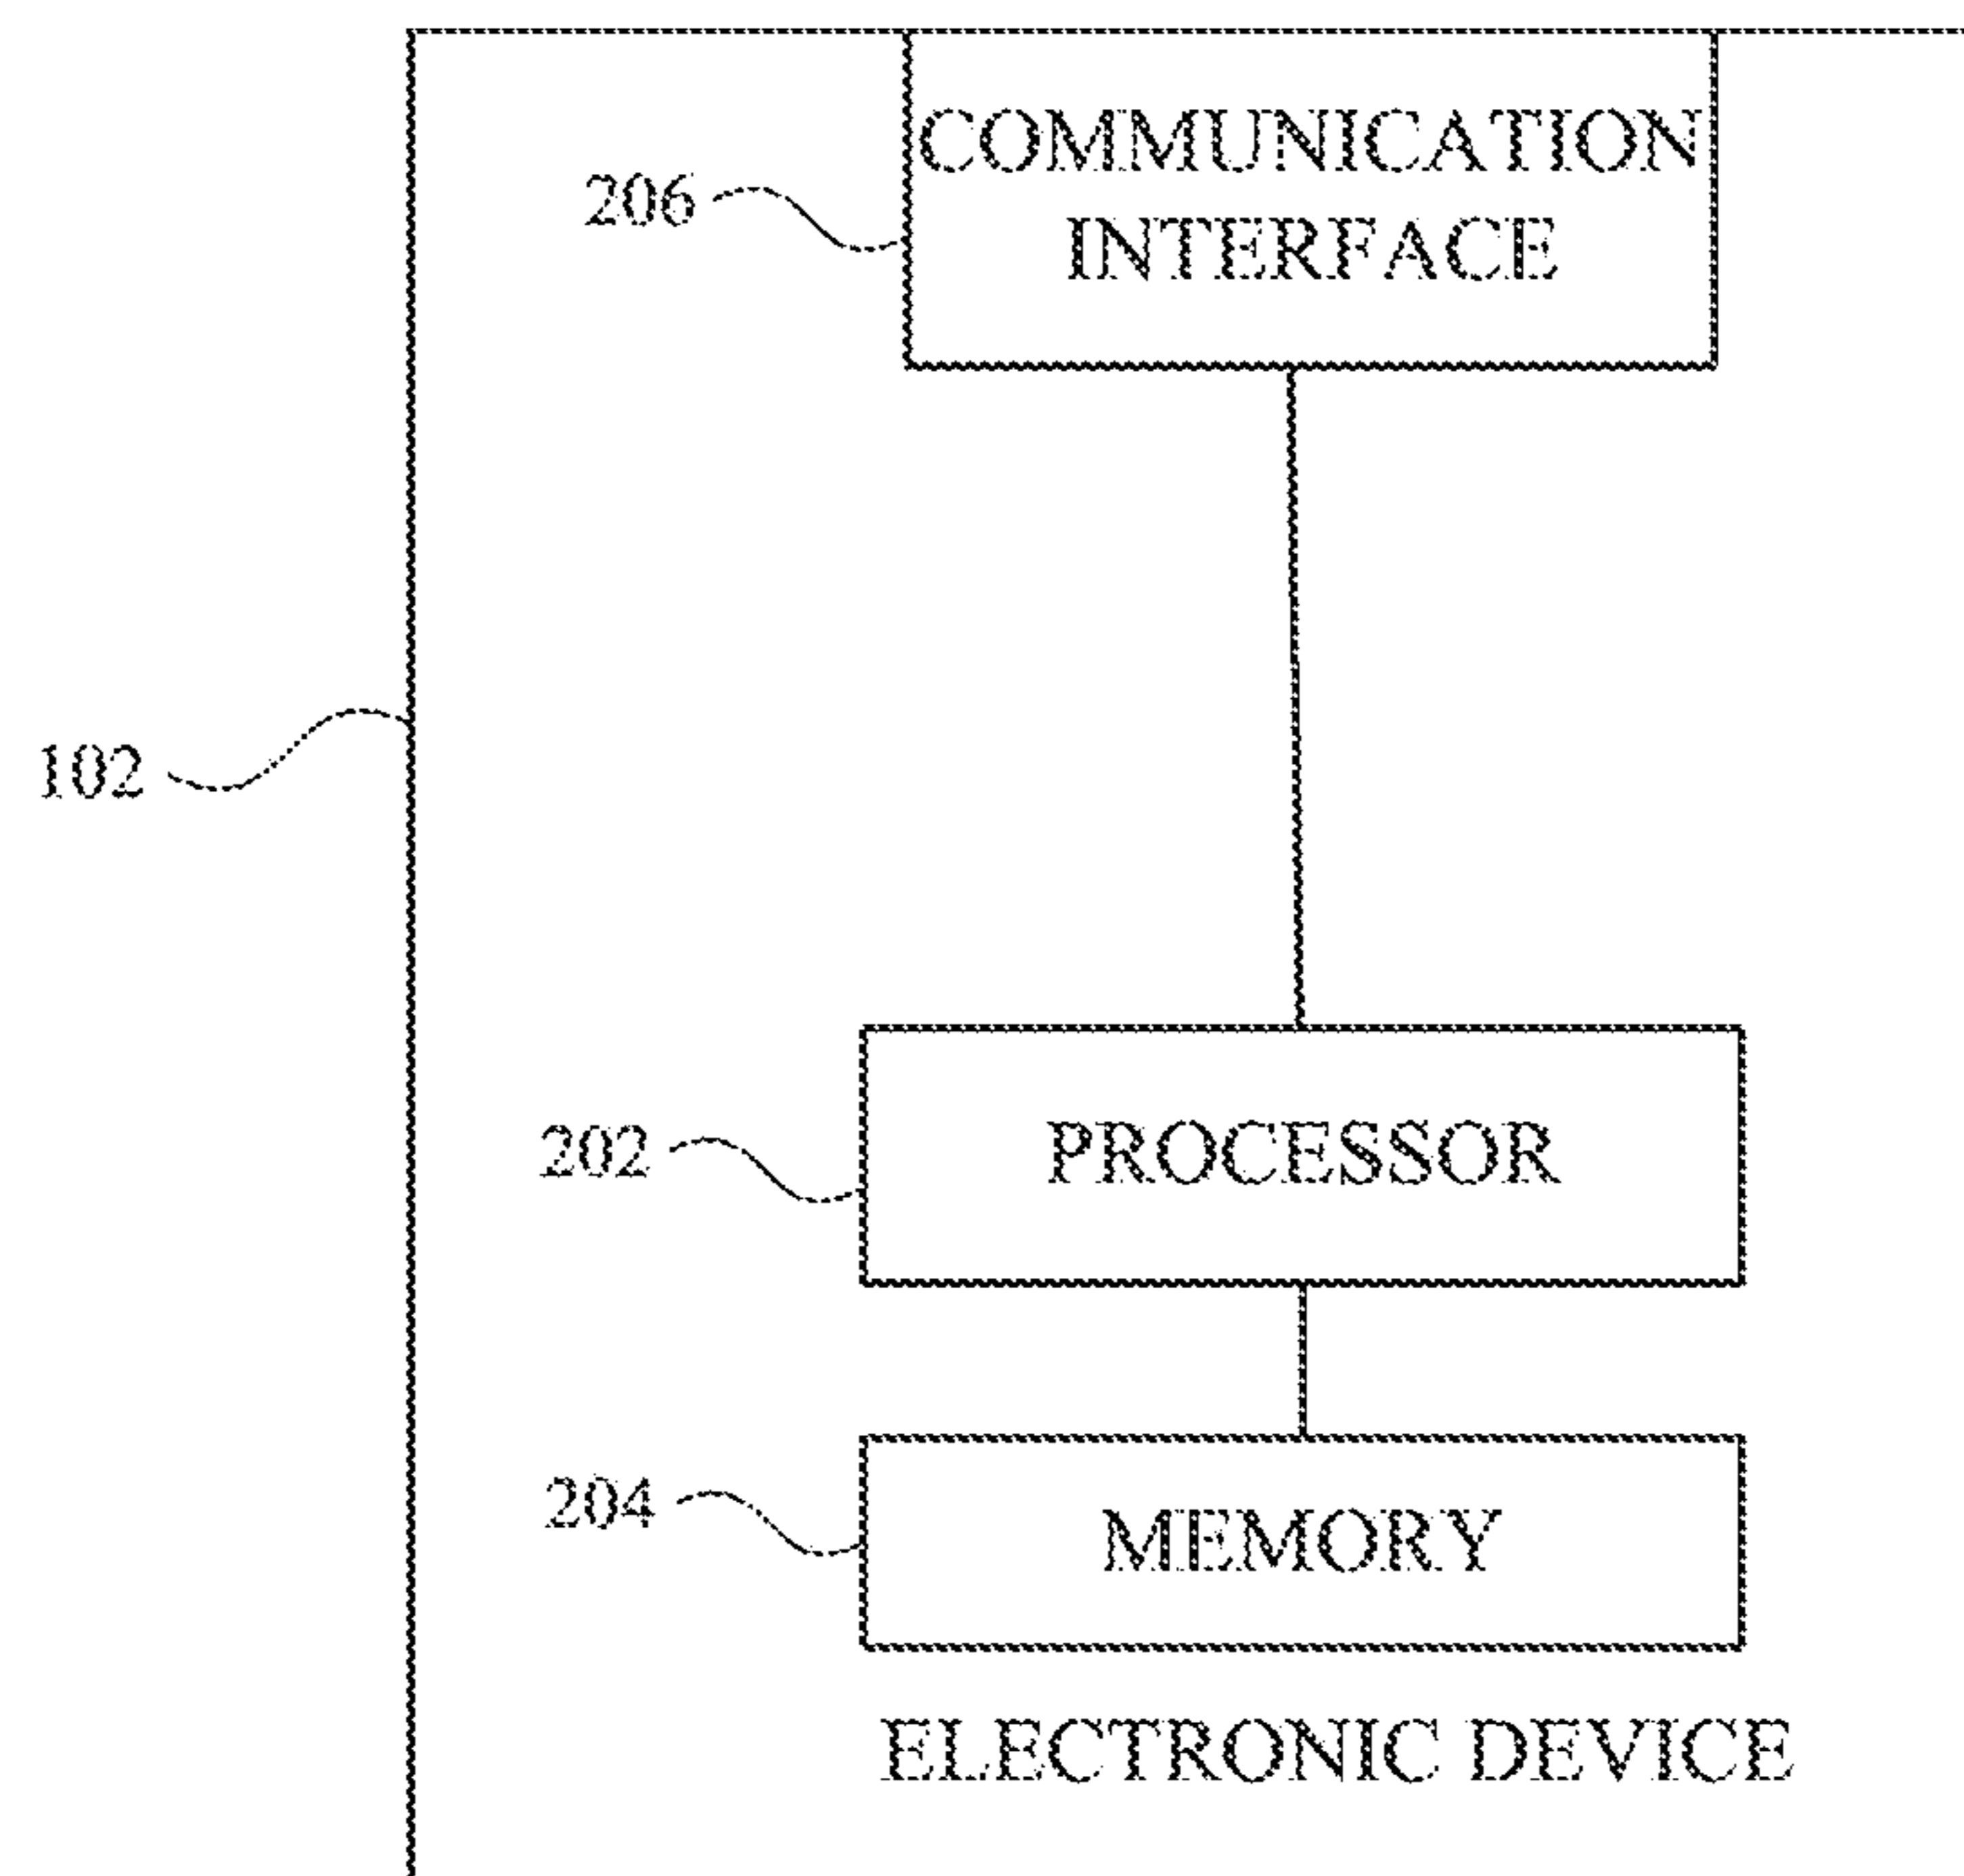 COMMUNICATION
206
INTERFACE
102
202
PROCESSOR
204
MEMORY
ELECTRONIC DEVICE